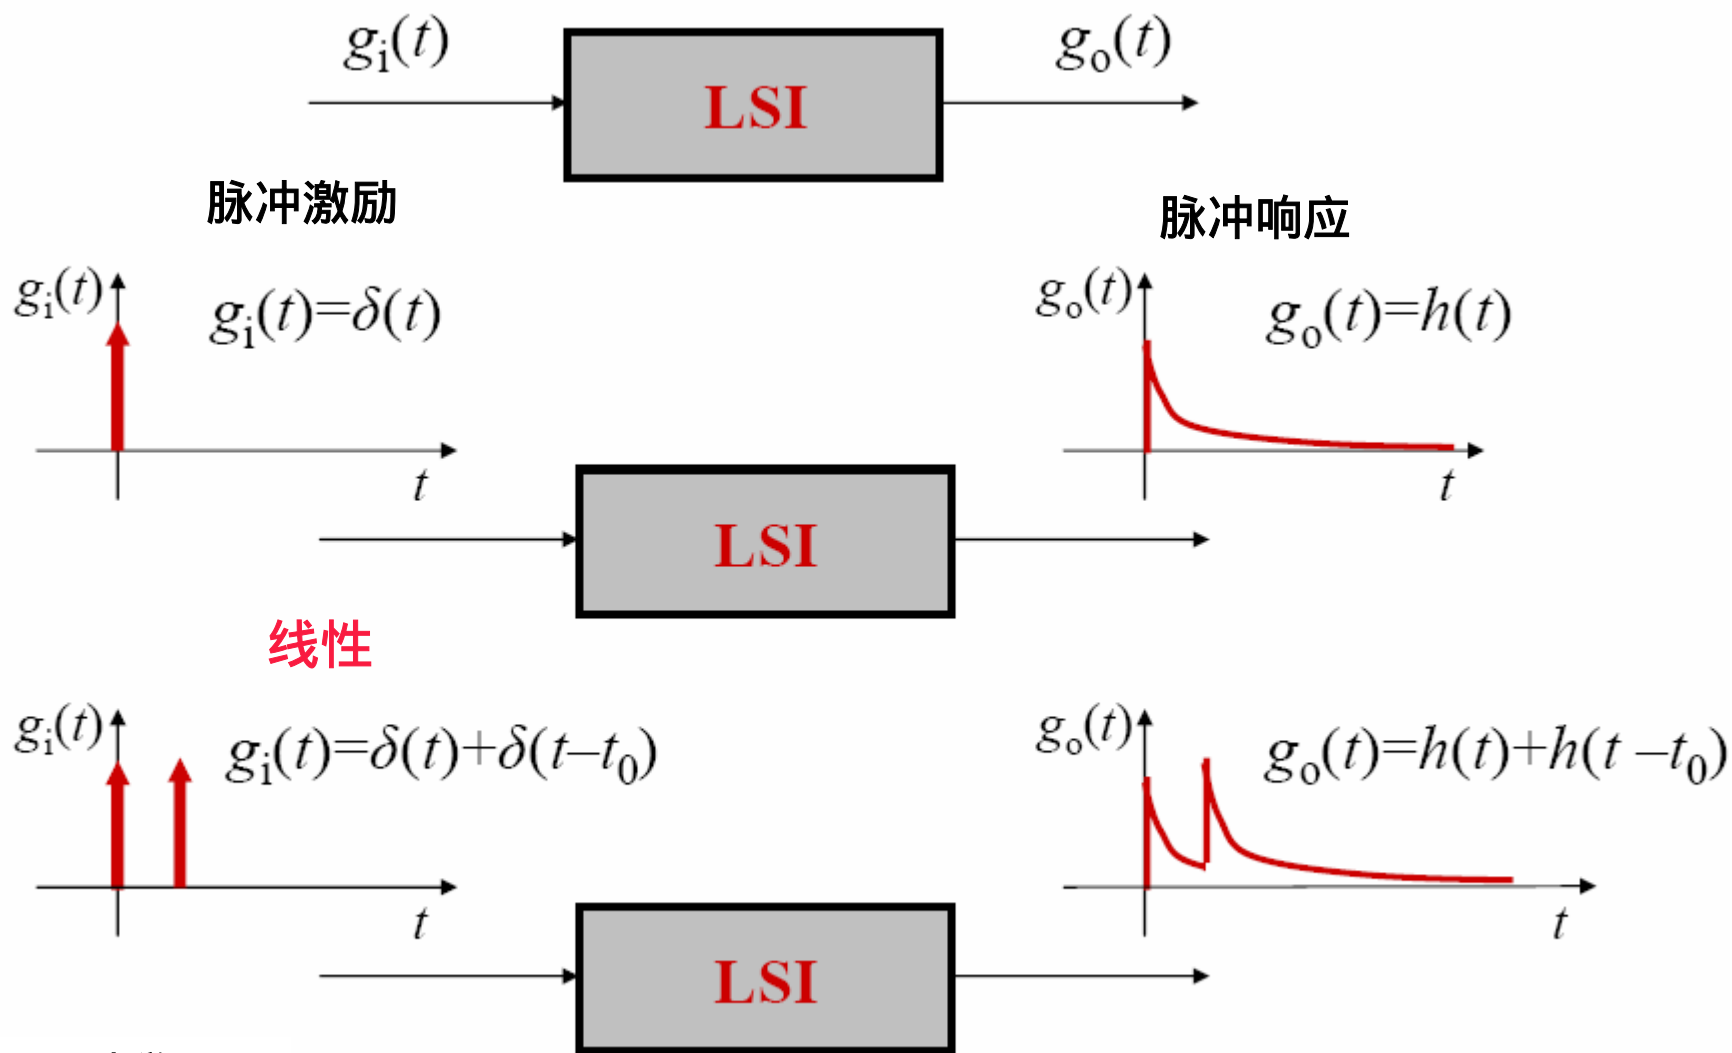 gi(t) LSI go(t)
脉冲激励 脉冲响应
gi(t) gi(t)=δ(t) go(t) go(t)=h(t)
t t
LSI
线性
gi(t) gi(t)=δ(t)+δ(t–t0) go(t) go(t)=h(t)+h(t –t0)
t t
LSI